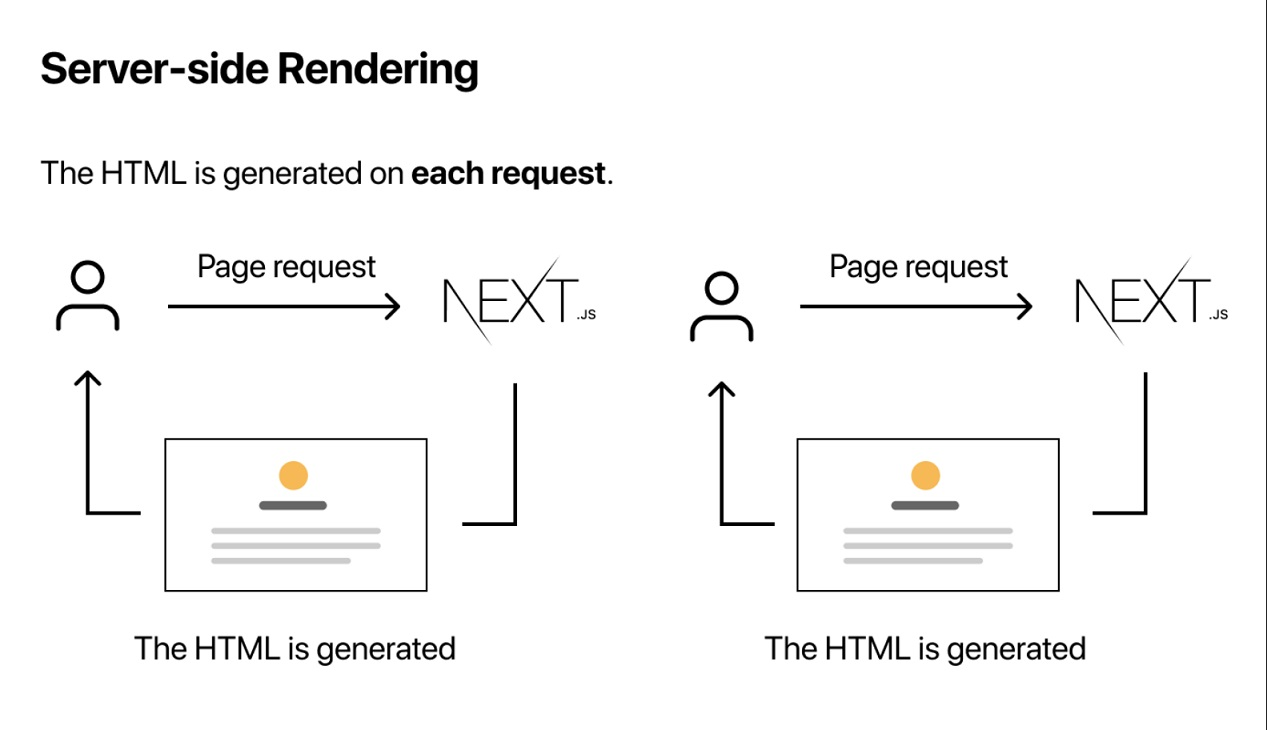 Server-side Rendering
The HTML is generated on each request.
Page request
NEXT.JS
Page request
NEXT.JS
The HTML is generated
The HTML is generated